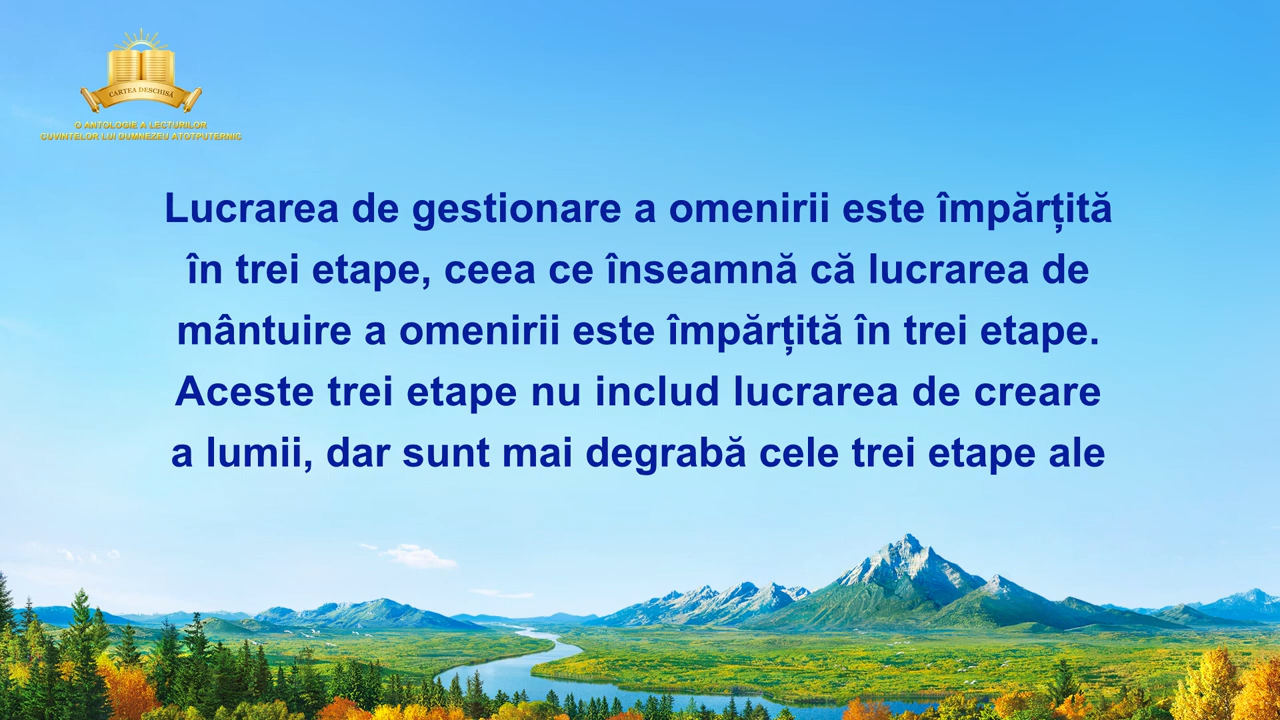 CARTEA DESCHISĂ
O ANTOLOGIE A LECTURILOR
CUVINTELOR LUI DUMNEZEU ATOTPUTERNIC
Lucrarea de gestionare a omenirii este împărțită
în trei etape, ceea ce înseamnă că lucrarea de
mântuire a omenirii este împărțită în trei etape.
Aceste trei etape nu includ lucrarea de creare
a lumii, dar sunt mai degrabă cele trei etape ale